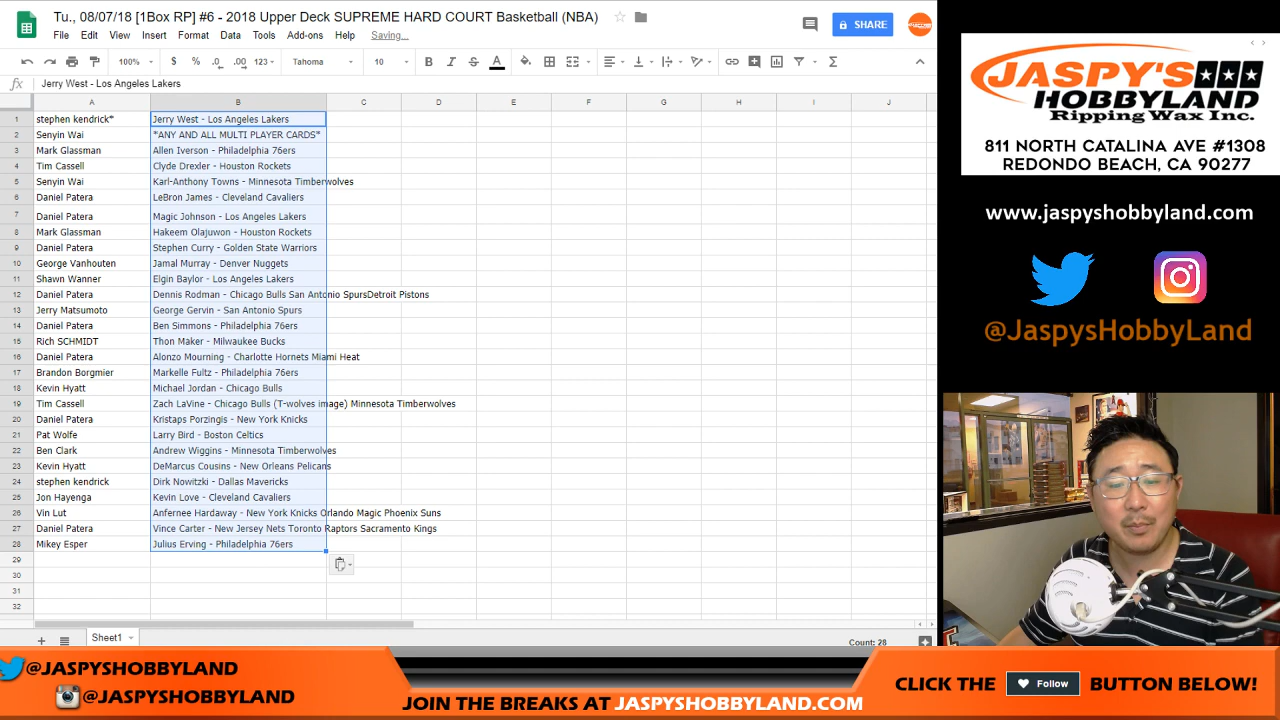 Tu., 08/07/18 [1Box RP] #6 - 2018 Upper Deck SUPREME HARD COURT Basketball (NBA)
File Edit View Insert Format Data Tools Add-ons Help Saving...
SHARE
100% $ % .0 .00 123 Tahoma 10 B I S A
fx Jerry West - Los Angeles Lakers
A B C D E F G H I J
1 stephen kendrick* Jerry West - Los Angeles Lakers
2 Senyin Wai *ANY AND ALL MULTI PLAYER CARDS*
3 Mark Glassman Allen Iverson - Philadelphia 76ers
4 Tim Cassell Clyde Drexler - Houston Rockets
5 Senyin Wai Karl-Anthony Towns - Minnesota Timberwolves
6 Daniel Patera LeBron James - Cleveland Cavaliers
7 Daniel Patera Magic Johnson - Los Angeles Lakers
8 Mark Glassman Hakeem Olajuwon - Houston Rockets
9 Daniel Patera Stephen Curry - Golden State Warriors
10 George Vanhouten Jamal Murray - Denver Nuggets
11 Shawn Wanner Elgin Baylor - Los Angeles Lakers
12 Daniel Patera Dennis Rodman - Chicago Bulls San Antonio SpursDetroit Pistons
13 Jerry Matsumoto George Gervin - San Antonio Spurs
14 Daniel Patera Ben Simmons - Philadelphia 76ers
15 Rich SCHMIDT Thon Maker - Milwaukee Bucks
16 Daniel Patera Alonzo Mourning - Charlotte Hornets Miami Heat
17 Brandon Borgmier Markelle Fultz - Philadelphia 76ers
18 Kevin Hyatt Michael Jordan - Chicago Bulls
19 Tim Cassell Zach LaVine - Chicago Bulls (T-wolves image) Minnesota Timberwolves
20 Daniel Patera Kristaps Porzingis - New York Knicks
21 Pat Wolfe Larry Bird - Boston Celtics
22 Ben Clark Andrew Wiggins - Minnesota Timberwolves
23 Kevin Hyatt DeMarcus Cousins - New Orleans Pelicans
24 stephen kendrick Dirk Nowitzki - Dallas Mavericks
25 Jon Hayenga Kevin Love - Cleveland Cavaliers
26 Vin Lut Anfernee Hardaway - New York Knicks Orlando Magic Phoenix Suns
27 Daniel Patera Vince Carter - New Jersey Nets Toronto Raptors Sacramento Kings
28 Mikey Esper Julius Erving - Philadelphia 76ers
29
30
31
32
Sheet1
Count: 28
JASPY'S
HOBBYLAND
Ripping Wax Inc.
811 NORTH CATALINA AVE #1308
REDONDO BEACH, CA 90277
www.jaspyshobbyland.com
@JaspysHobbyLand
@JASPYSHOBBYLAND
@JASPYSHOBBYLAND
JOIN THE BREAKS AT JASPYSHOBBYLAND.COM
CLICK THE Follow BUTTON BELOW!